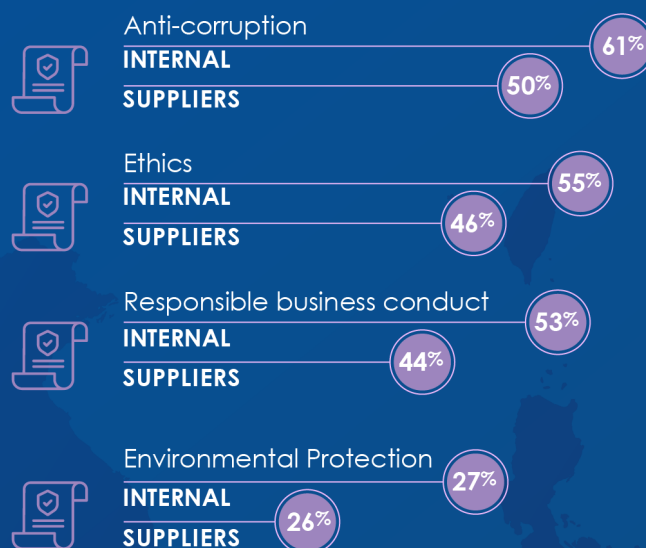 Anti-corruption
61%
INTERNAL
50%
SUPPLIERS
Ethics
55%
INTERNAL
46%
SUPPLIERS
Responsible business conduct
53%
INTERNAL
44%
SUPPLIERS
Environmental Protection
27%
INTERNAL
26%
SUPPLIERS